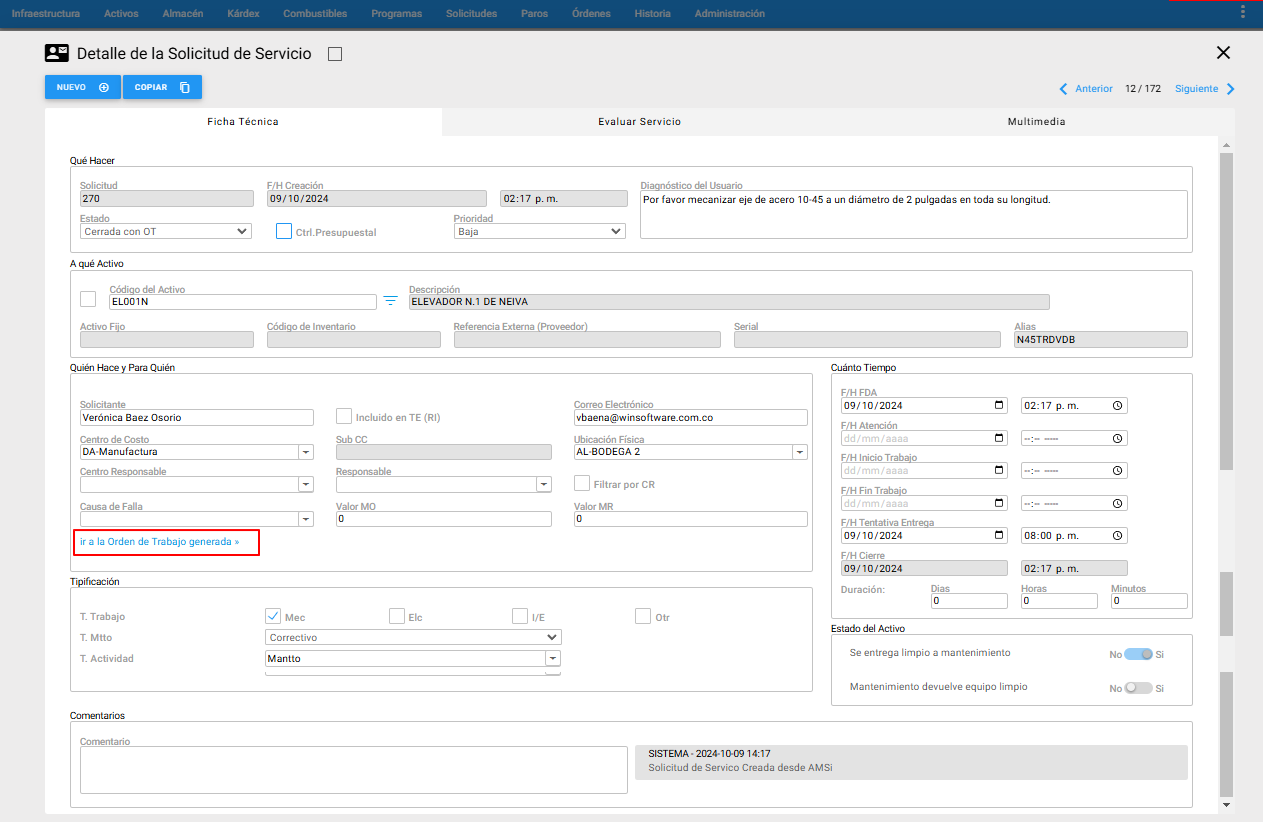 Infraestructura Activos Almacén Kárdex Combustibles Programas Solicitudes Paros Órdenes Historia Administración
Detalle de la Solicitud de Servicio
NUEVO COPIAR
Anterior 12 / 172 Siguiente
Ficha Técnica Evaluar Servicio Multimedia
Qué Hacer
Solicitud F/H Creación Diagnóstico del Usuario
270 09/10/2024 02:17 p. m. Por favor mecanizar eje de acero 10-45 a un diámetro de 2 pulgadas en toda su longitud.
Estado Prioridad
Cerrada con OT Ctrl.Presupuestal Baja
A qué Activo
Código del Activo Descripción
EL001N ELEVADOR N.1 DE NEIVA
Activo Fijo Código de Inventario Referencia Externa (Proveedor) Serial Alias
N45TRDVDB
Quién Hace y Para Quién
Solicitante Correo Electrónico
Verónica Baez Osorio Incluido en TE (RI) vbaena@winsoftware.com.co
Centro de Costo Sub CC Ubicación Física
DA-Manufactura AL-BODEGA 2
Centro Responsable Responsable
Filtrar por CR
Causa de Falla Valor MO Valor MR
0 0
ir a la Orden de Trabajo generada »
Cuánto Tiempo
F/H FDA
09/10/2024 02:17 p. m.
F/H Atención
dd/mm/aaaa --:-- ----
F/H Inicio Trabajo
dd/mm/aaaa --:-- ----
F/H Fin Trabajo
dd/mm/aaaa --:-- ----
F/H Tentativa Entrega
09/10/2024 08:00 p. m.
F/H Cierre
09/10/2024 02:17 p. m.
Duración: Dias Horas Minutos
0 0 0
Tipificación
T. Trabajo Mec Elc I/E Otr
T. Mtto Correctivo
T. Actividad Mantto
Estado del Activo
Se entrega limpio a mantenimiento No Si
Mantenimiento devuelve equipo limpio No Si
Comentarios
Comentario
SISTEMA - 2024-10-09 14:17
Solicitud de Servico Creada desde AMSi